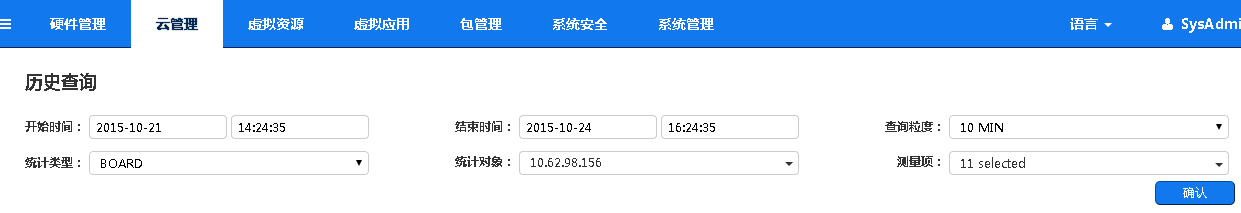 硬件管理 云管理 虚拟资源 虚拟应用 包管理 系统安全 系统管理 语言 SysAdmi
历史查询
开始时间： 2015-10-21 14:24:35 结束时间： 2015-10-24 16:24:35 查询粒度： 10 MIN
统计类型： BOARD 统计对象： 10.62.98.156 测量项： 11 selected
确认